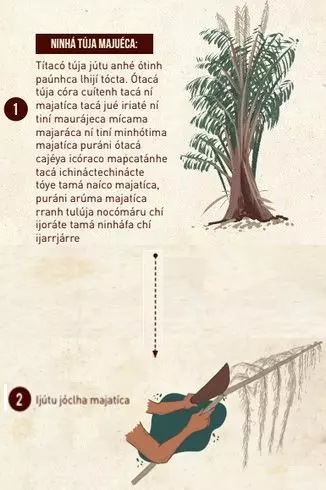 NINHÁ TÚJA MAJUÉCA:
Títacó túja jútu anhé ótinh
paúnhca lhijí tócta. Ótacá
túja córa cuítenh tacá ní
majatíca tacá jué iriaté ní
tiní maurájeca mícama
majaráca ní tiní minhótima
majatíca puráni ótacá
cajéya icóraco mapcatánhe
tacá ichináctechinácte
tóye tamá naíco majatíca,
puráni arúma majatíca
rranh tulúja nocómáru chí
ijoráte tamá ninháfa chí
ijarrjárre
1
2
Ijútu jóclha majatíca